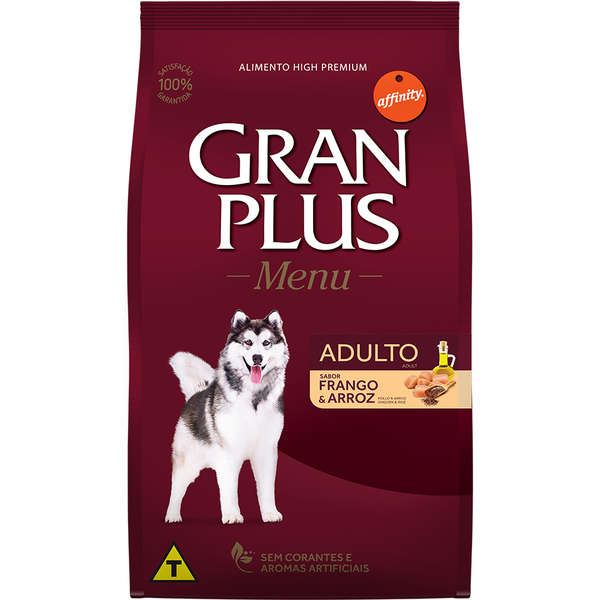 ALIMENTO HIGH PREMIUM
SATISFAÇÃO
100%
GARANTIDA
affinity.
GRAN
PLUS
Menu
ADULTO
ADULT
SABOR
FRANGO
& ARROZ
POLLO & ARROZ
CHICKEN & RICE
T
SEM CORANTES E
AROMAS ARTIFICIAIS